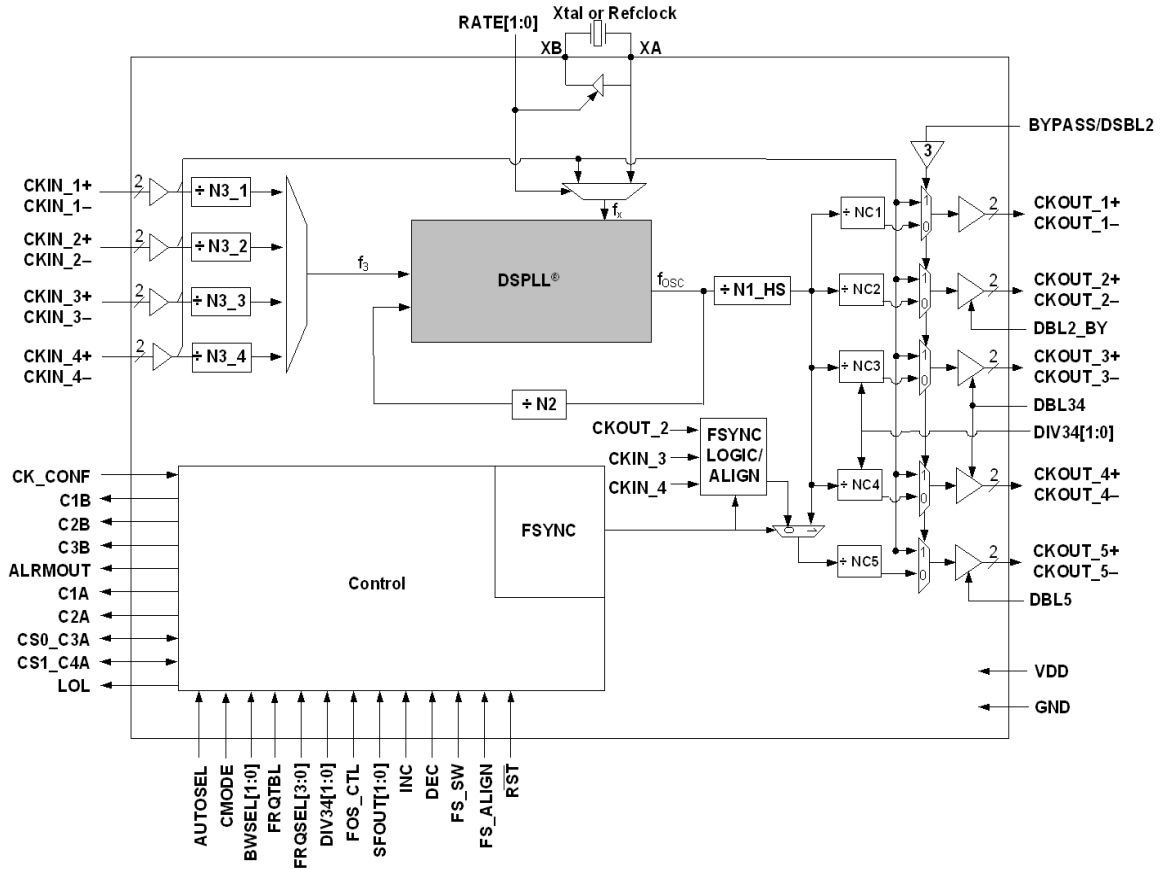 Xtal or Refclock
RATE[1:0]
XB
XA
BYPASS/DSBL2
3
CKIN_1+
CKIN_1–
2
÷ N3_1
CKIN_2+
CKIN_2–
2
÷ N3_2
CKIN_3+
CKIN_3–
2
÷ N3_3
CKIN_4+
CKIN_4–
2
÷ N3_4
f3
fx
DSPLL®
fOSC
÷ N1_HS
÷ N2
÷ NC1
1
0
2
CKOUT_1+
CKOUT_1–
÷ NC2
1
0
2
CKOUT_2+
CKOUT_2–
DBL2_BY
÷ NC3
1
0
2
CKOUT_3+
CKOUT_3–
DBL34
DIV34[1:0]
÷ NC4
1
0
2
CKOUT_4+
CKOUT_4–
÷ NC5
1
0
2
CKOUT_5+
CKOUT_5–
DBL5
CKOUT_2
CKIN_3
CKIN_4
FSYNC
LOGIC/
ALIGN
0
1
CK_CONF
C1B
C2B
C3B
ALRMOUT
C1A
C2A
CS0_C3A
CS1_C4A
LOL
Control
FSYNC
VDD
GND
AUTOSEL
CMODE
BWSEL[1:0]
FRQTBL
FRQSEL[3:0]
DIV34[1:0]
FOS_CTL
SFOUT[1:0]
INC
DEC
FS_SW
FS_ALIGN
RST